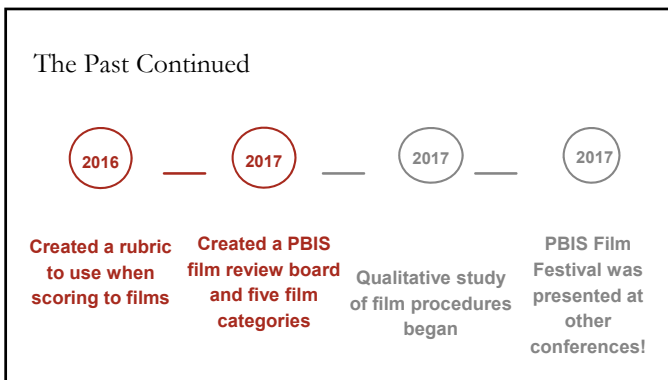 The Past Continued
2016
2017
2017
2017
Created a rubric
to use when
scoring to films
Created a PBIS
film review board
and five film
categories
Qualitative study
of film procedures
began
PBIS Film
Festival was
presented at
other
conferences!